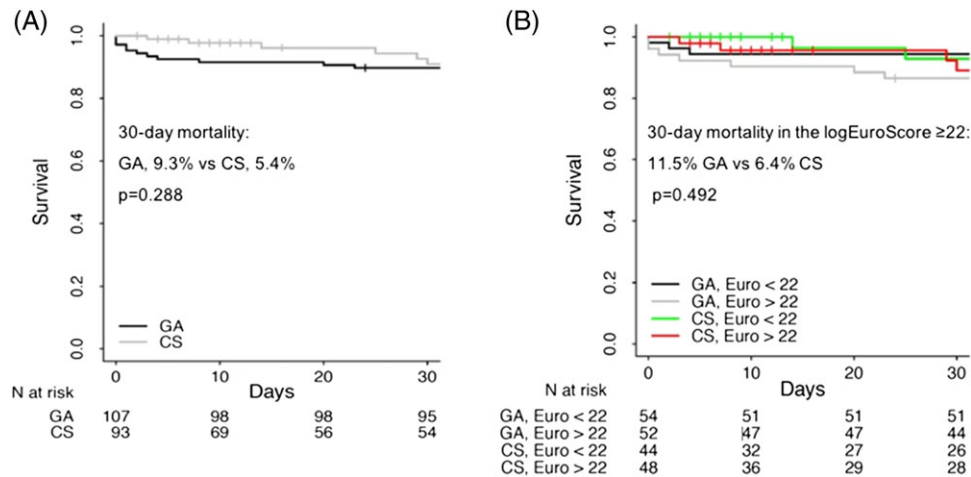 (A)
1.0
0.8
0.6
0.4
0.2
0.0
Survival
30-day mortality:
GA, 9.3% vs CS, 5.4%
p=0.288
GA
CS
0 10 20 30
Days
N at risk
GA 107 98 98 95
CS 93 69 56 54
(B)
1.0
0.8
0.6
0.4
0.2
0.0
Survival
30-day mortality in the logEuroScore ≥22:
11.5% GA vs 6.4% CS
p=0.492
GA, Euro < 22
GA, Euro > 22
CS, Euro < 22
CS, Euro > 22
0 10 20 30
Days
N at risk
GA, Euro < 22 54 51 51 51
GA, Euro > 22 52 47 47 44
CS, Euro < 22 44 32 27 26
CS, Euro > 22 48 36 29 28